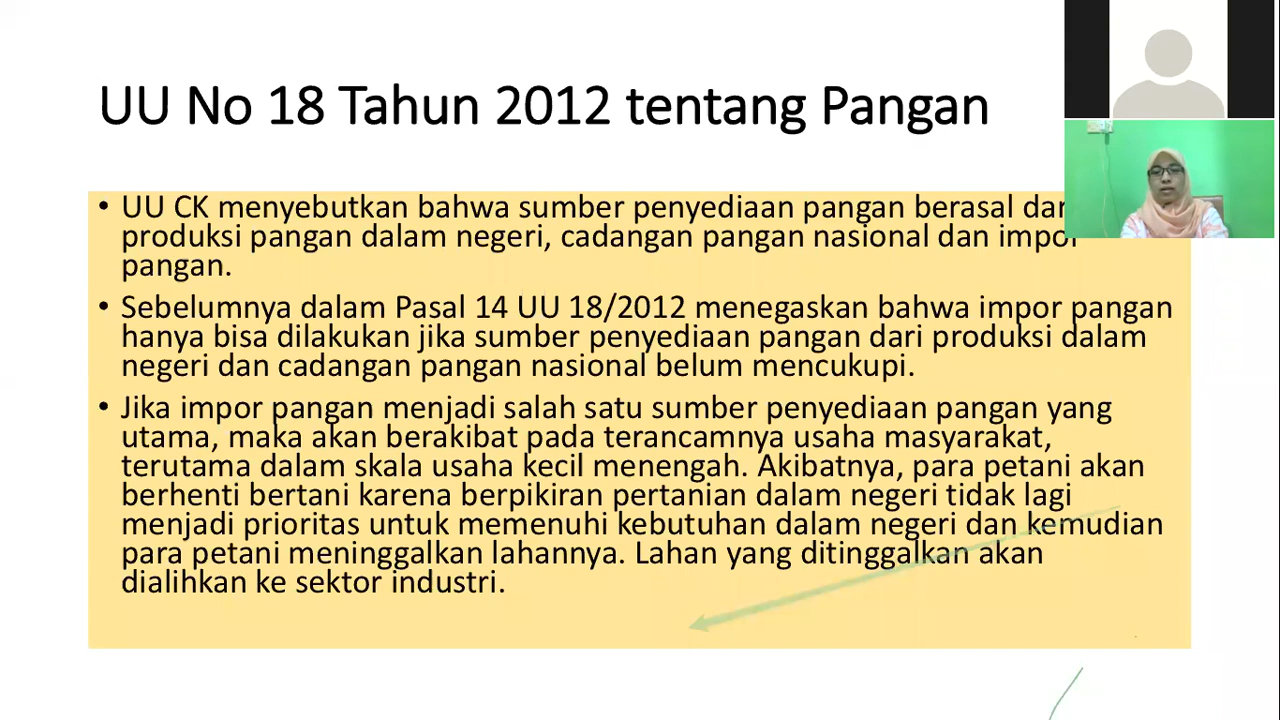 UU No 18 Tahun 2012 tentang Pangan
• UU CK menyebutkan bahwa sumber penyediaan pangan berasal dar
produksi pangan dalam negeri, cadangan pangan nasional dan impor
pangan.
• Sebelumnya dalam Pasal 14 UU 18/2012 menegaskan bahwa impor pangan
hanya bisa dilakukan jika sumber penyediaan pangan dari produksi dalam
negeri dan cadangan pangan nasional belum mencukupi.
• Jika impor pangan menjadi salah satu sumber penyediaan pangan yang
utama, maka akan berakibat pada terancamnya usaha masyarakat,
terutama dalam skala usaha kecil menengah. Akibatnya, para petani akan
berhenti bertani karena berpikiran pertanian dalam negeri tidak lagi
menjadi prioritas untuk memenuhi kebutuhan dalam negeri dan kemudian
para petani meninggalkan lahannya. Lahan yang ditinggalkan akan
dialihkan ke sektor industri.